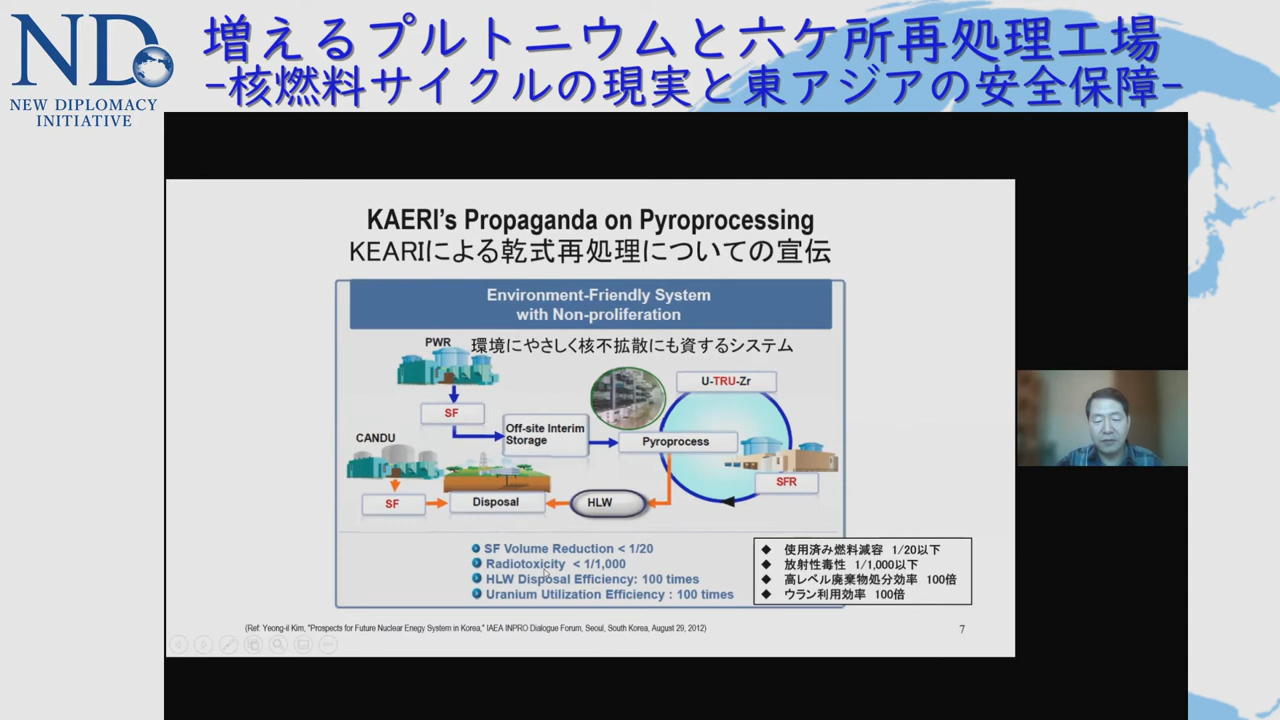 NDo
NEW DIPLOMACY
INITIATIVE
増えるプルトニウムと六ケ所再処理工場
-核燃料サイクルの現実と東アジアの安全保障-
KAERI's Propaganda on Pyroprocessing
KEARIによる乾式再処理についての宣伝
Environment-Friendly System
with Non-proliferation
環境にやさしく核不拡散にも資するシステム
PWR
U-TRU-Zr
SF
Off-site Interim
Storage
Pyroprocess
CANDU
SFR
SF
Disposal
HLW
SF Volume Reduction < 1/20
Radiotoxicity < 1/1,000
HLW Disposal Efficiency: 100 times
Uranium Utilization Efficiency : 100 times
◆ 使用済み燃料減容 1/20以下
◆ 放射性毒性 1/1,000以下
◆ 高レベル廃棄物処分効率 100倍
◆ ウラン利用効率 100倍
(Ref: Yeong-il Kim, "Prospects for Future Nuclear Enegy System in Korea," IAEA INPRO Dialogue Forum, Seoul, South Korea, August 29, 2012)
7